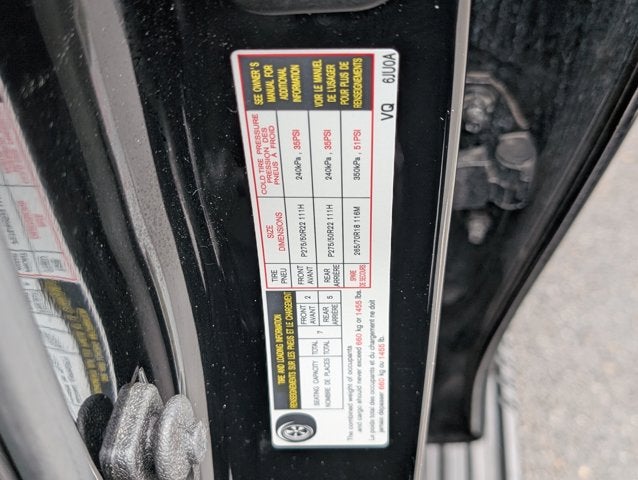 TIRE AND LOADING INFORMATION
RENSEIGNEMENTS SUR LES PNEUS ET LE CHARGEMENT
SEATING CAPACITY TOTAL 7 FRONT 2
NOMBRE DE PLACES TOTAL AVANT
REAR 5
ARRIÈRE
The combined weight of occupants
and cargo should never exceed 660 kg or 1455 lbs.
Le poids total des occupants et du chargement ne doit
jamais dépasser 660 kg ou 1455 lb.
TIRE
PNEU
SIZE
DIMENSIONS
COLD TIRE PRESSURE
PRESSION DES
PNEUS À FROID
SEE OWNER'S
MANUAL FOR
ADDITIONAL
INFORMATION
FRONT
AVANT
P275/50R22 111H
240kPa , 35PSI
REAR
ARRIÈRE
P275/50R22 111H
240kPa , 35PSI
VOIR LE MANUEL
DE L'USAGER
POUR PLUS DE
RENSEIGNEMENTS
SPARE
DE SECOURS
265/70R18 116M
350kPa , 51PSI
VQ 6JU0A